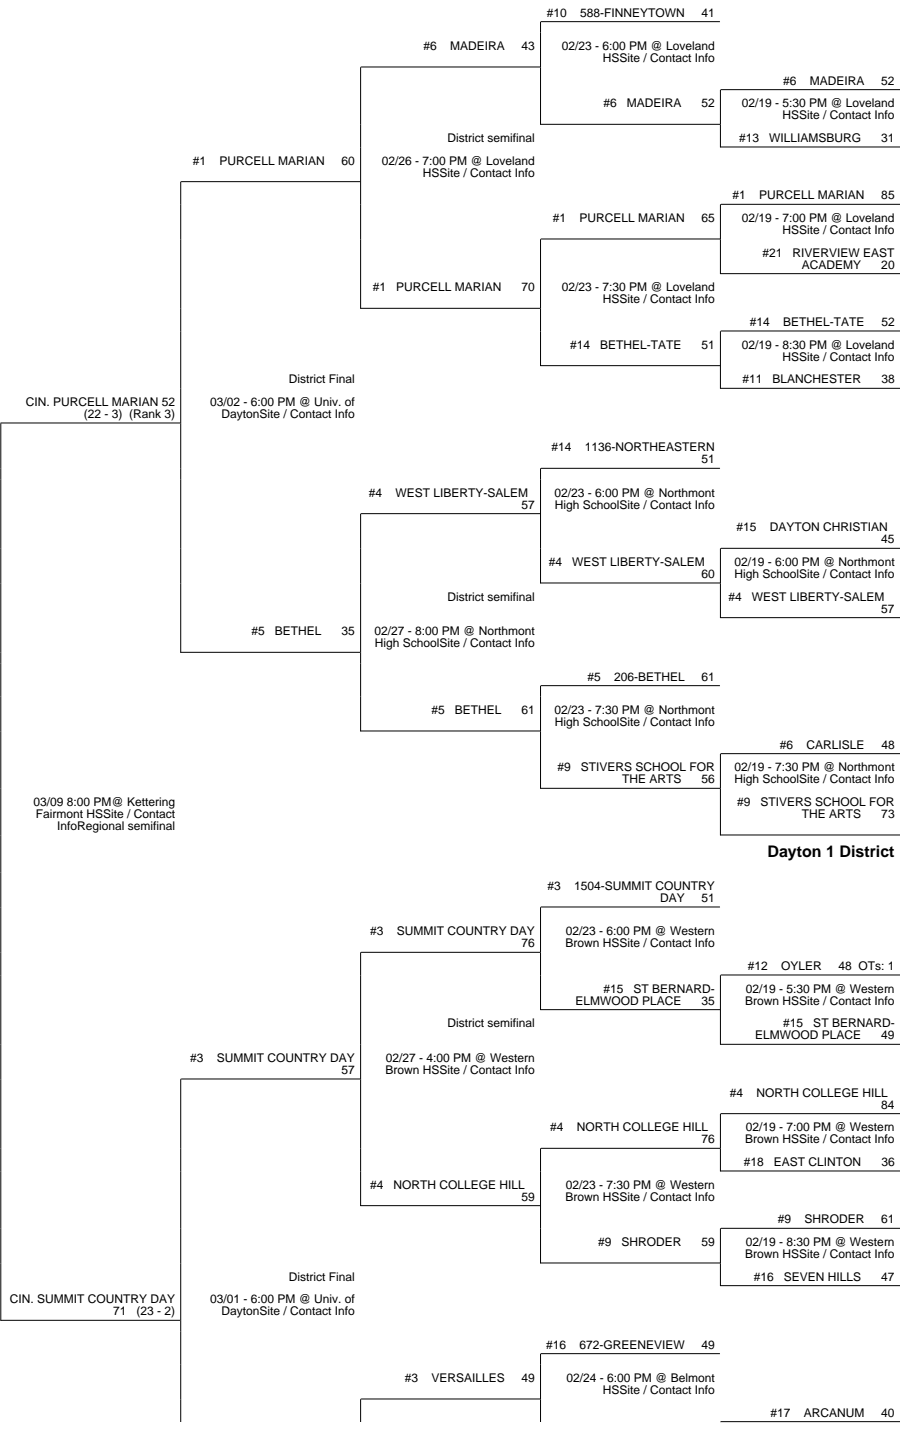 #10 588-FINNEYTOWN 41
#6 MADEIRA 43
02/23 - 6:00 PM @ Loveland
HSSite / Contact Info
#6 MADEIRA 52
#6 MADEIRA 52
02/19 - 5:30 PM @ Loveland
HSSite / Contact Info
#13 WILLIAMSBURG 31
District semifinal
02/26 - 7:00 PM @ Loveland
HSSite / Contact Info
#1 PURCELL MARIAN 60
#1 PURCELL MARIAN 85
#1 PURCELL MARIAN 65
02/19 - 7:00 PM @ Loveland
HSSite / Contact Info
#21 RIVERVIEW EAST
ACADEMY 20
#1 PURCELL MARIAN 70
02/23 - 7:30 PM @ Loveland
HSSite / Contact Info
#14 BETHEL-TATE 52
#14 BETHEL-TATE 51
02/19 - 8:30 PM @ Loveland
HSSite / Contact Info
#11 BLANCHESTER 38
District Final
03/02 - 6:00 PM @ Univ. of
DaytonSite / Contact Info
CIN. PURCELL MARIAN 52
(22 - 3) (Rank 3)
#14 1136-NORTHEASTERN
51
#4 WEST LIBERTY-SALEM
57
02/23 - 6:00 PM @ Northmont
High SchoolSite / Contact Info
#15 DAYTON CHRISTIAN
45
#4 WEST LIBERTY-SALEM
60
02/19 - 6:00 PM @ Northmont
High SchoolSite / Contact Info
#4 WEST LIBERTY-SALEM
57
District semifinal
02/27 - 8:00 PM @ Northmont
High SchoolSite / Contact Info
#5 BETHEL 35
#5 206-BETHEL 61
#5 BETHEL 61
02/23 - 7:30 PM @ Northmont
High SchoolSite / Contact Info
#6 CARLISLE 48
#9 STIVERS SCHOOL FOR
THE ARTS 56
02/19 - 7:30 PM @ Northmont
High SchoolSite / Contact Info
#9 STIVERS SCHOOL FOR
THE ARTS 73
03/09 8:00 PM@ Kettering
Fairmont HSSite / Contact
InfoRegional semifinal
Dayton 1 District
#3 1504-SUMMIT COUNTRY
DAY 51
#3 SUMMIT COUNTRY DAY
76
02/23 - 6:00 PM @ Western
Brown HSSite / Contact Info
#12 OYLER 48 OTs: 1
#15 ST BERNARD-
ELMWOOD PLACE 35
02/19 - 5:30 PM @ Western
Brown HSSite / Contact Info
#15 ST BERNARD-
ELMWOOD PLACE 49
District semifinal
02/27 - 4:00 PM @ Western
Brown HSSite / Contact Info
#3 SUMMIT COUNTRY DAY
57
#4 NORTH COLLEGE HILL
84
#4 NORTH COLLEGE HILL
76
02/19 - 7:00 PM @ Western
Brown HSSite / Contact Info
#18 EAST CLINTON 36
#4 NORTH COLLEGE HILL
59
02/23 - 7:30 PM @ Western
Brown HSSite / Contact Info
#9 SHRODER 61
#9 SHRODER 59
02/19 - 8:30 PM @ Western
Brown HSSite / Contact Info
#16 SEVEN HILLS 47
District Final
03/01 - 6:00 PM @ Univ. of
DaytonSite / Contact Info
CIN. SUMMIT COUNTRY DAY
71 (23 - 2)
#16 672-GREENEVIEW 49
#3 VERSAILLES 49
02/24 - 6:00 PM @ Belmont
HSSite / Contact Info
#17 ARCANUM 40